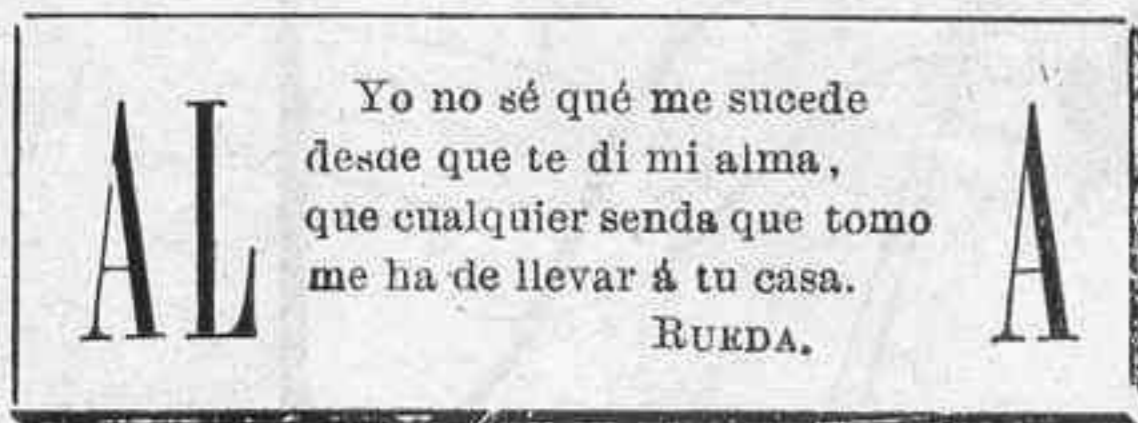 AL
Yo no sé qué me sucede
desde que te di mi alma,
que cualquier senda que tomo
me ha de llevar á tu casa.
RUEDA.
A